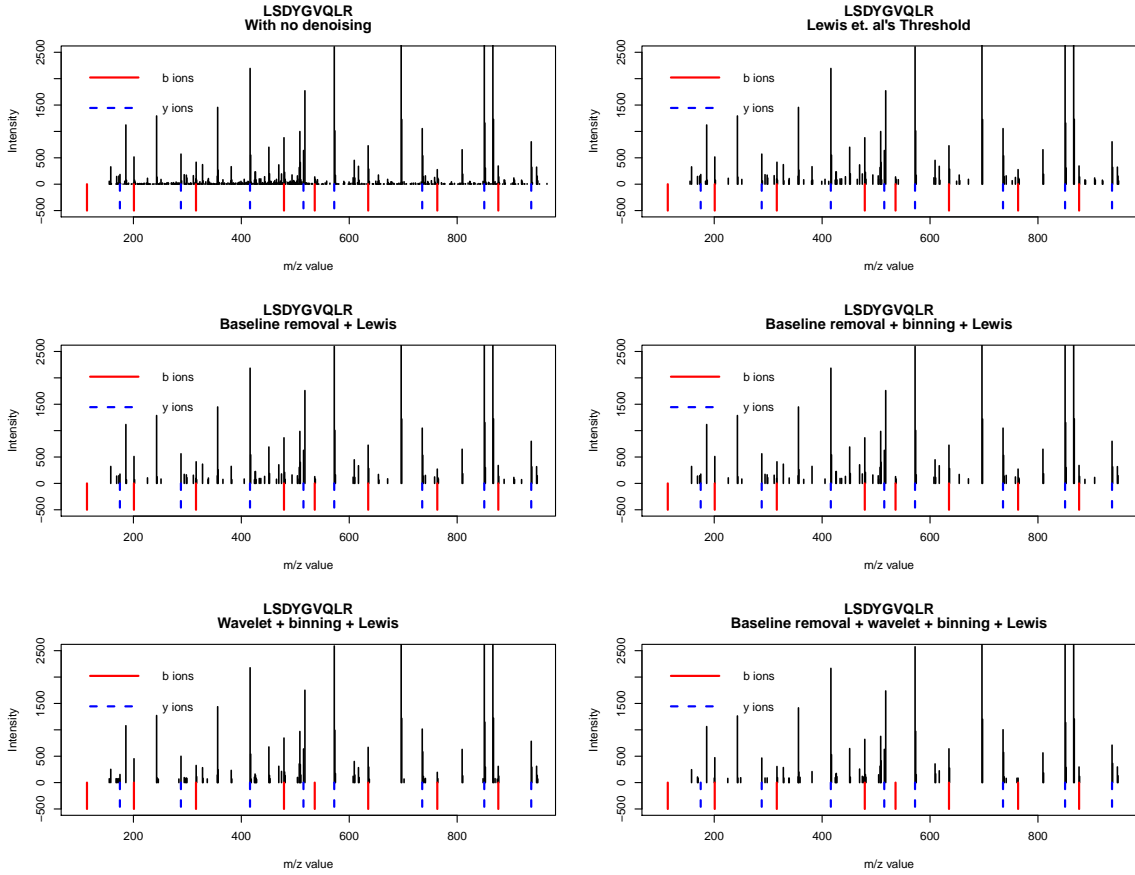 LSDYGVQLR
With no denoising
Intensity
2500
1500
500
0
−500
b ions
y ions
200 400 600 800
m/z value
LSDYGVQLR
Lewis et. al's Threshold
Intensity
2500
1500
500
0
−500
b ions
y ions
200 400 600 800
m/z value
LSDYGVQLR
Baseline removal + Lewis
Intensity
2500
1500
500
0
−500
b ions
y ions
200 400 600 800
m/z value
LSDYGVQLR
Baseline removal + binning + Lewis
Intensity
2500
1500
500
0
−500
b ions
y ions
200 400 600 800
m/z value
LSDYGVQLR
Wavelet + binning + Lewis
Intensity
2500
1500
500
0
−500
b ions
y ions
200 400 600 800
m/z value
LSDYGVQLR
Baseline removal + wavelet + binning + Lewis
Intensity
2500
1500
500
0
−500
b ions
y ions
200 400 600 800
m/z value